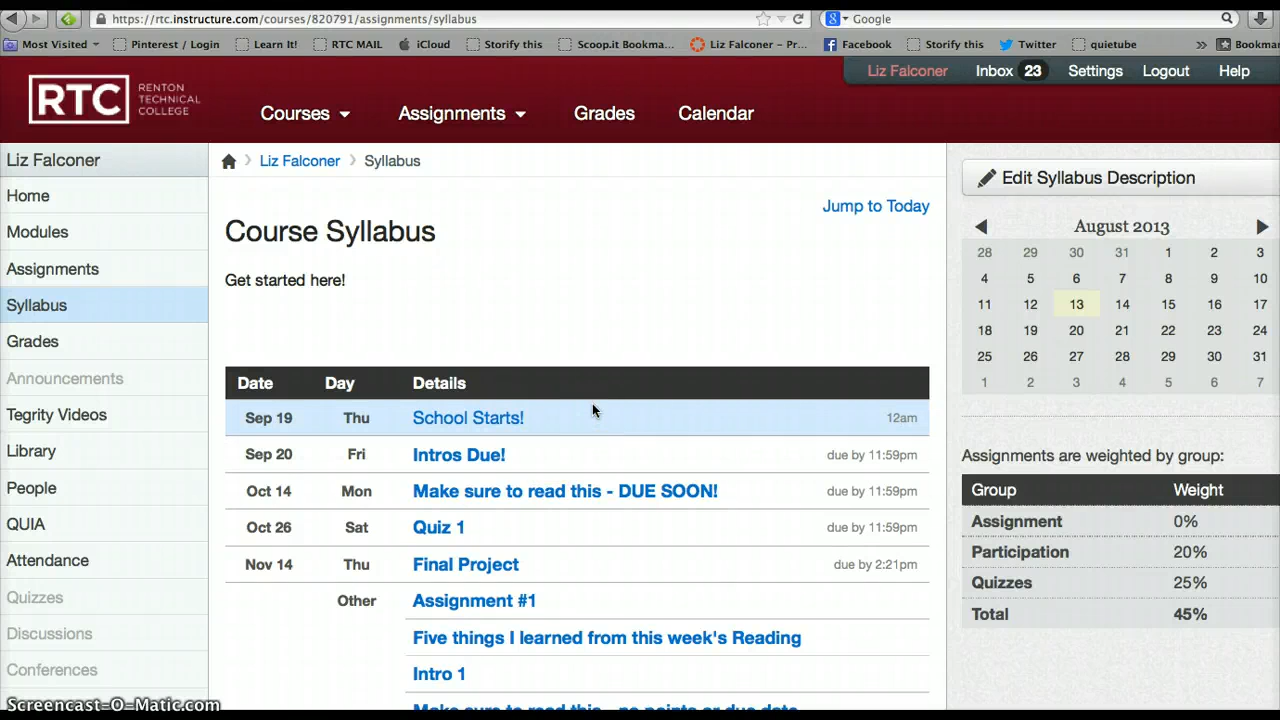 https://rtc.instructure.com/courses/820791/assignments/syllabus
Google
Most Visited
Pinterest / Login
Learn It!
RTC MAIL
iCloud
Storify this
Scoop.it Bookma...
Liz Falconer – Pr...
Facebook
Storify this
Twitter
quietube
»
Bookmar
Liz Falconer
Inbox 23
Settings
Logout
Help
RTC RENTON TECHNICAL COLLEGE
Courses
Assignments
Grades
Calendar
Liz Falconer
Home
Modules
Assignments
Syllabus
Grades
Announcements
Tegrity Videos
Library
People
QUIA
Attendance
Quizzes
Discussions
Conferences
Liz Falconer
Syllabus
Jump to Today
Course Syllabus
Get started here!
Date Day Details
Sep 19 Thu School Starts! 12am
Sep 20 Fri Intros Due! due by 11:59pm
Oct 14 Mon Make sure to read this - DUE SOON! due by 11:59pm
Oct 26 Sat Quiz 1 due by 11:59pm
Nov 14 Thu Final Project due by 2:21pm
Other Assignment #1
Five things I learned from this week's Reading
Intro 1
Make sure to read this - no points or due date
Edit Syllabus Description
August 2013
28 29 30 31 1 2 3
4 5 6 7 8 9 10
11 12 13 14 15 16 17
18 19 20 21 22 23 24
25 26 27 28 29 30 31
1 2 3 4 5 6 7
Assignments are weighted by group:
Group Weight
Assignment 0%
Participation 20%
Quizzes 25%
Total 45%
Screencast-O-Matic.com